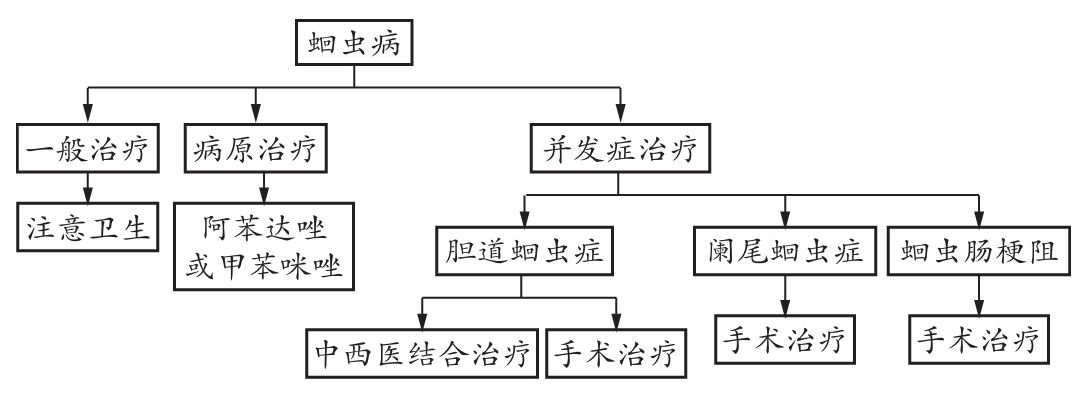 蛔虫病
一般治疗
病原治疗
并发症治疗
注意卫生
阿苯达唑
或甲苯咪唑
胆道蛔虫症
阑尾蛔虫症
蛔虫肠梗阻
中西医结合治疗
手术治疗
手术治疗
手术治疗